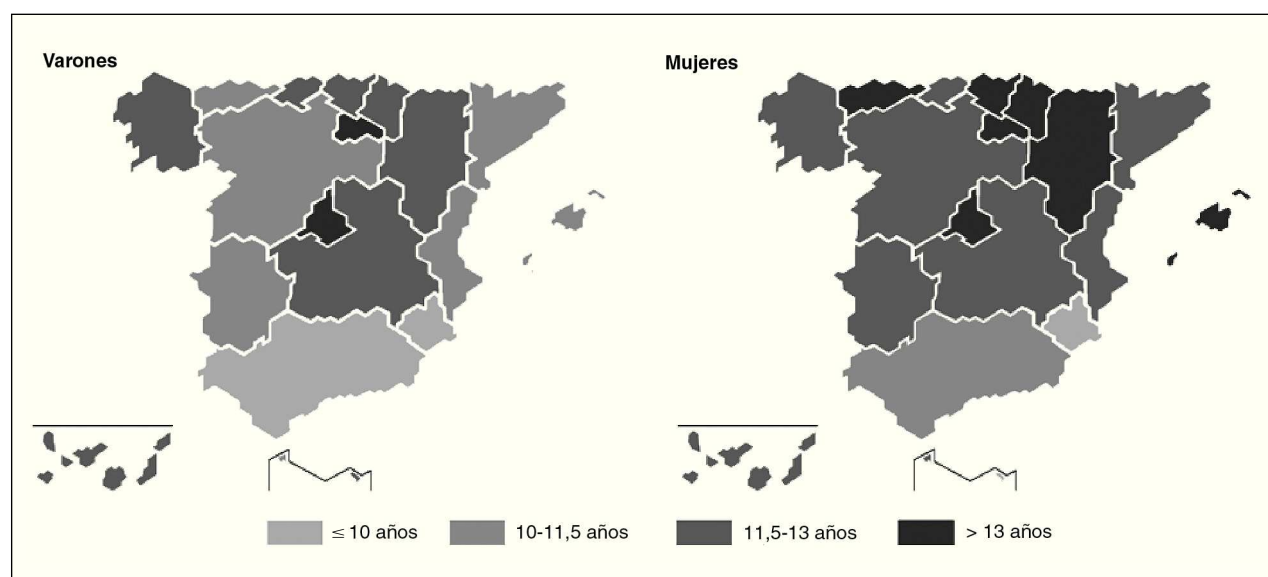 Varones
Mujeres
≤ 10 años
10-11,5 años
11,5-13 años
> 13 años